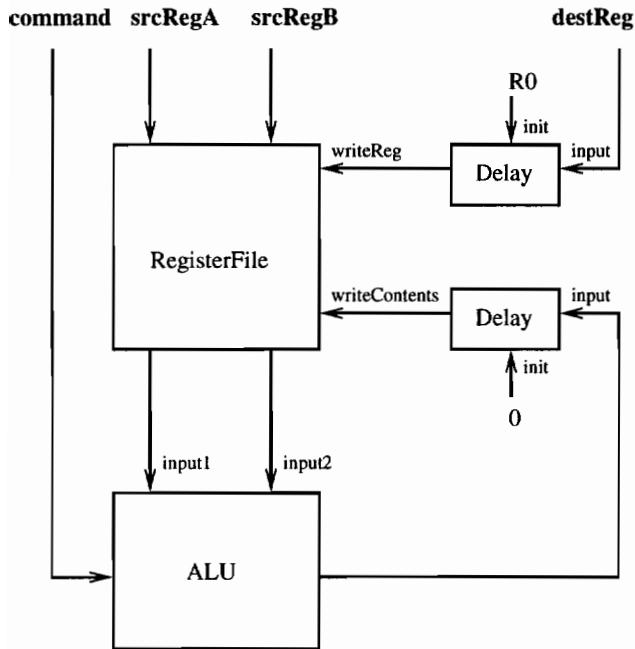 command srcRegA srcRegB destReg
R0
init
writeReg
input
Delay
RegisterFile
writeContents
input
Delay
init
0
input1
input2
ALU